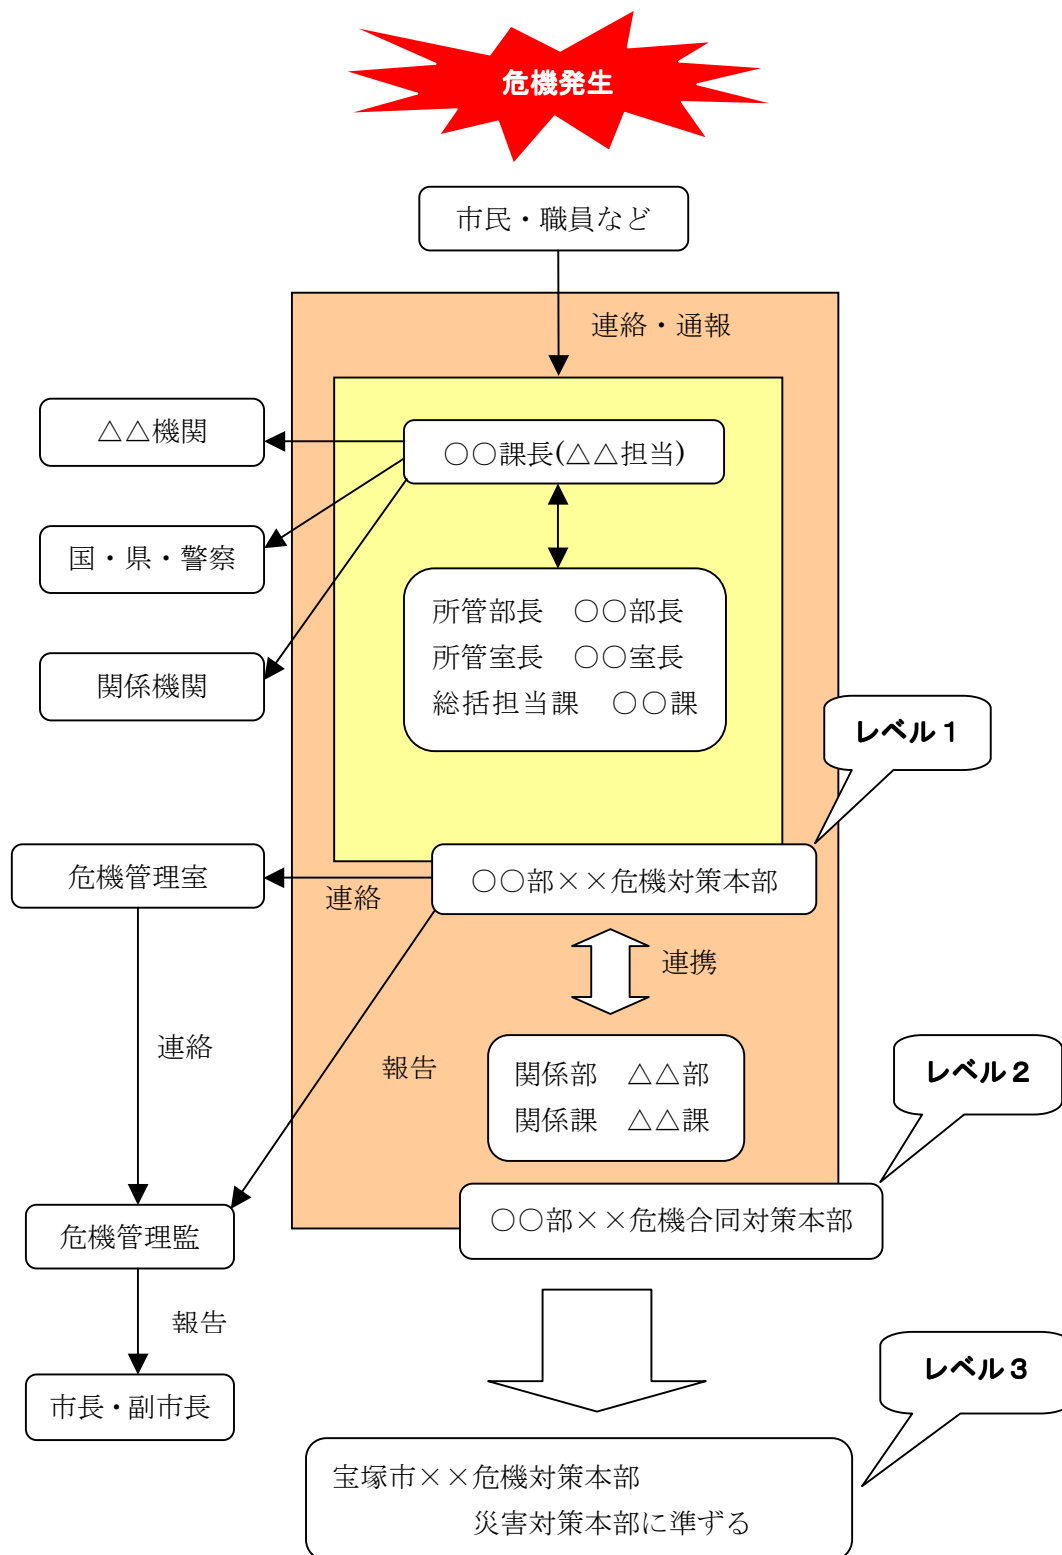 危機発生
市民・職員など
連絡・通報
△△機関
○○課長(△△担当)
国・県・警察
関係機関
所管部長　○○部長
所管室長　○○室長
総括担当課　○○課
レベル１
危機管理室
連絡
○○部××危機対策本部
連携
連絡
報告
関係部　△△部
関係課　△△課
レベル２
危機管理監
○○部××危機合同対策本部
報告
市長・副市長
レベル３
宝塚市××危機対策本部
災害対策本部に準ずる